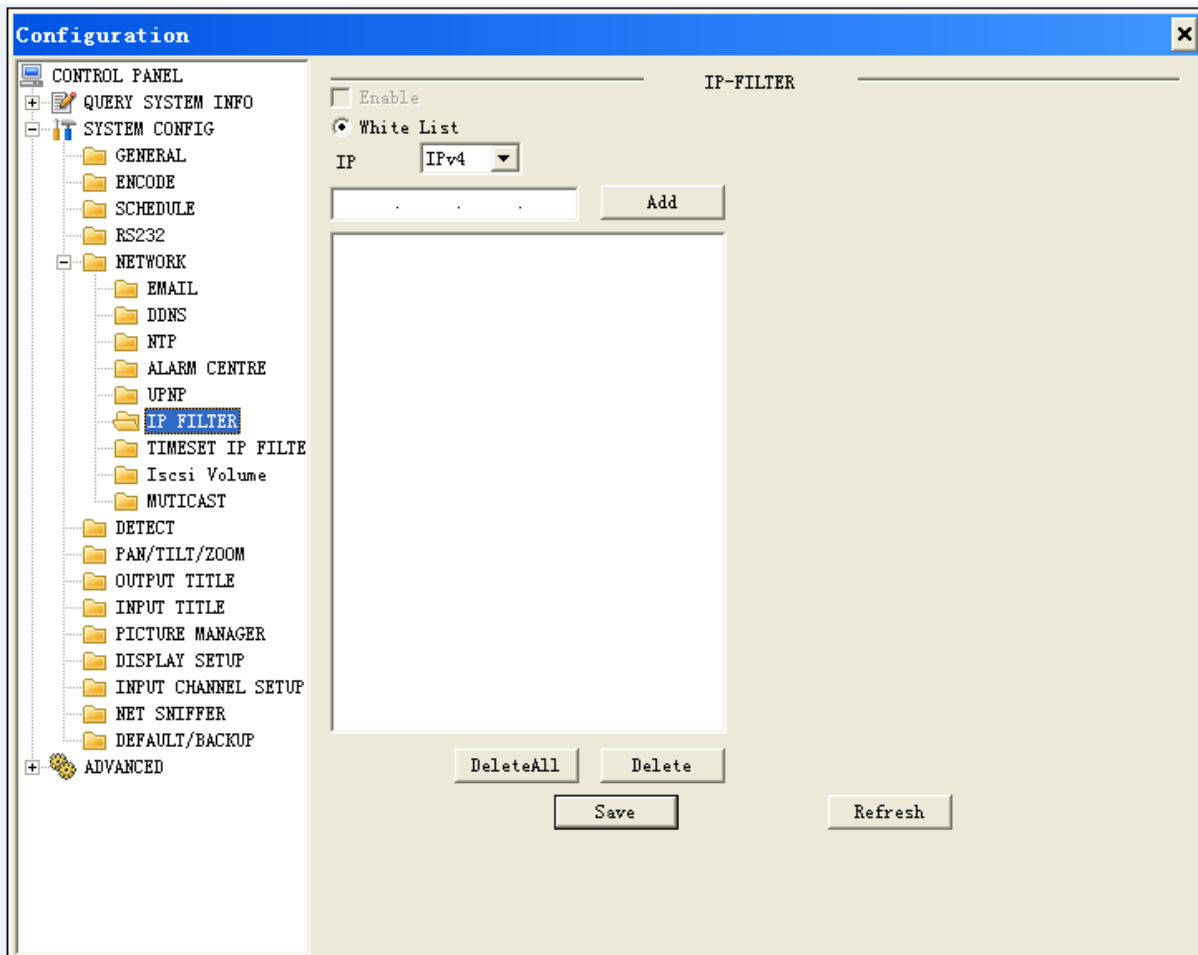 Configuration
CONTROL PANEL
QUERY SYSTEM INFO
SYSTEM CONFIG
GENERAL
ENCODE
SCHEDULE
RS232
NETWORK
EMAIL
DDNS
NTP
ALARM CENTRE
UPNP
IP FILTER
TIMESET IP FILTE
Iscsi Volume
MUTICAST
DETECT
PAN/TILT/ZOOM
OUTPUT TITLE
INPUT TITLE
PICTURE MANAGER
DISPLAY SETUP
INPUT CHANNEL SETUP
NET SNIFFER
DEFAULT/BACKUP
ADVANCED
IP-FILTER
Enable
White List
IP IPv4
. . . Add
DeleteAll Delete
Save Refresh